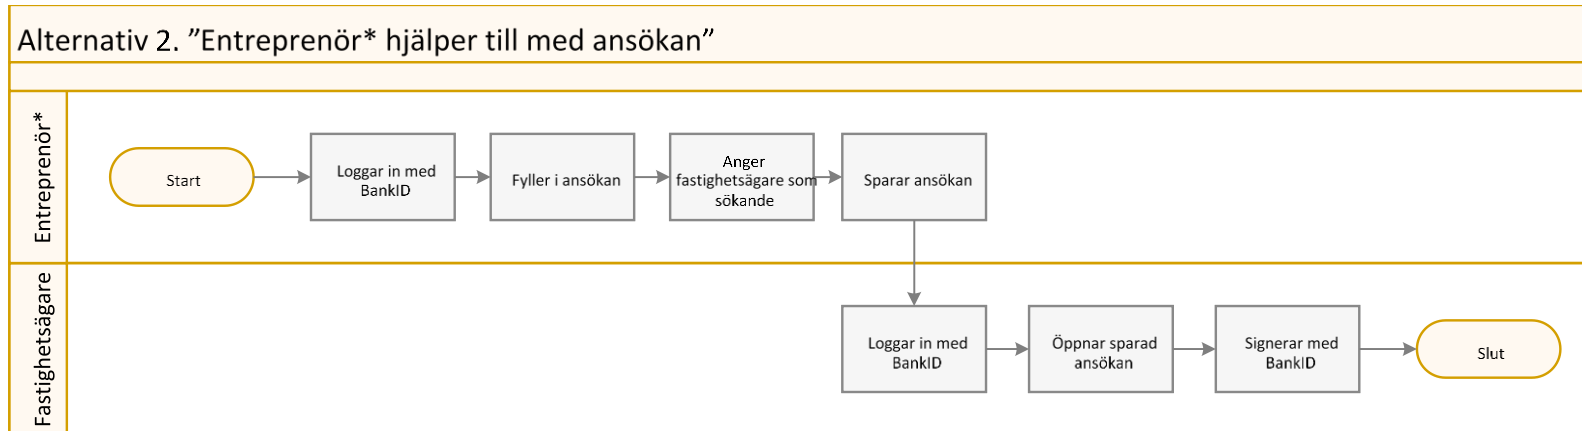 Alternativ 2. ”Entreprenör* hjälper till med ansökan”
Entreprenör*
Start
Loggar in med
BankID
Fyller i ansökan
Anger
fastighetsägare som
sökande
Sparar ansökan
Fastighetsägare
Loggar in med
BankID
Öppnar sparad
ansökan
Signerar med
BankID
Slut